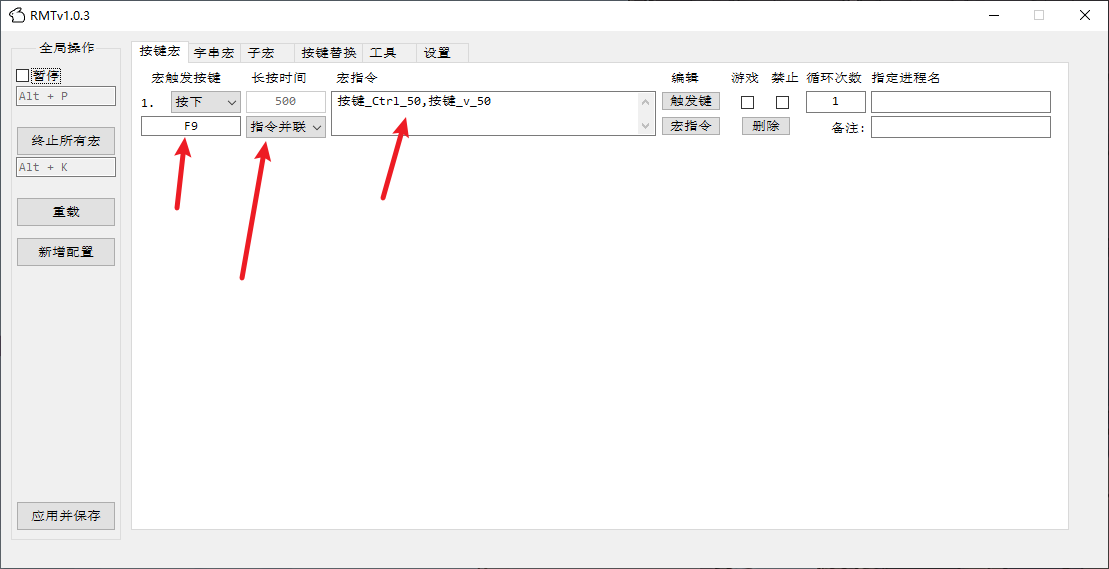 RMTv1.0.3
全局操作
暂停
Alt + P
终止所有宏
Alt + K
重载
新增配置
应用并保存
按键宏 字串宏 子宏 按键替换 工具 设置
宏触发按键 长按时间 宏指令 编辑 游戏 禁止 循环次数 指定进程名
1. 按下 500 按键_Ctrl_50,按键_v_50 触发键 1
F9 指令并联 宏指令 删除 备注: